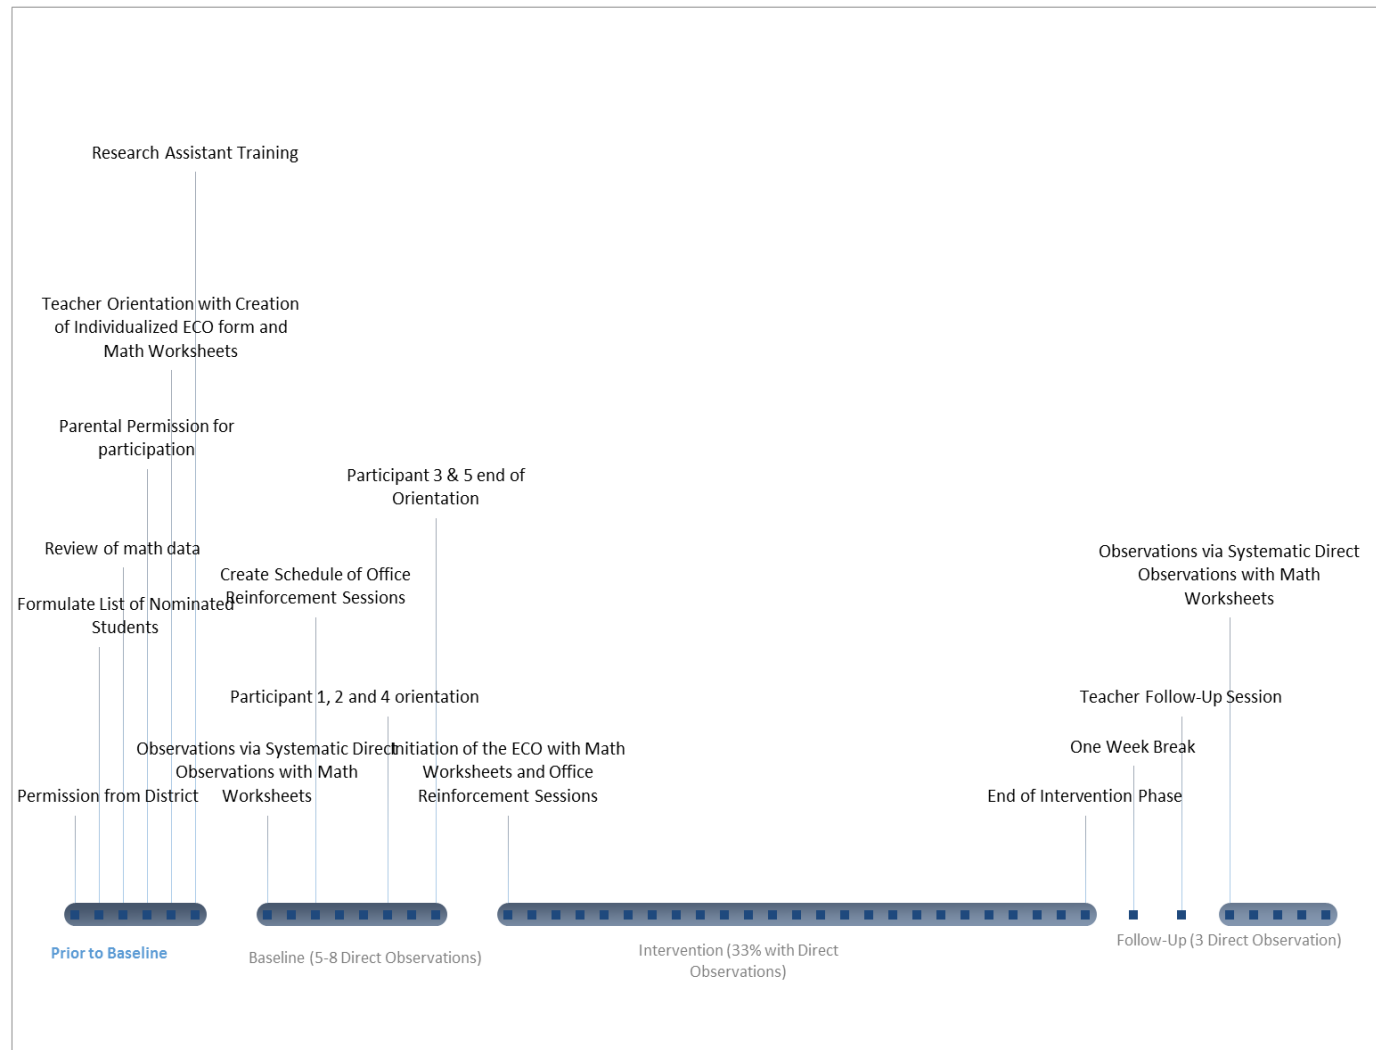 Research Assistant Training
Teacher Orientation with Creation
of Individualized ECO form and
Math Worksheets
Parental Permission for
participation
Participant 3 & 5 end of
Orientation
Review of math data
Formulate List of Nominated
Students
Create Schedule of Office
Reinforcement Sessions
Observations via Systematic Direct
Observations with Math
Worksheets
Participant 1, 2 and 4 orientation
Teacher Follow-Up Session
Permission from District
Observations via Systematic Direct
Observations with Math
Worksheets
Initiation of the ECO with Math
Worksheets and Office
Reinforcement Sessions
One Week Break
End of Intervention Phase
Prior to Baseline
Baseline (5-8 Direct Observations)
Intervention (33% with Direct
Observations)
Follow-Up (3 Direct Observation)